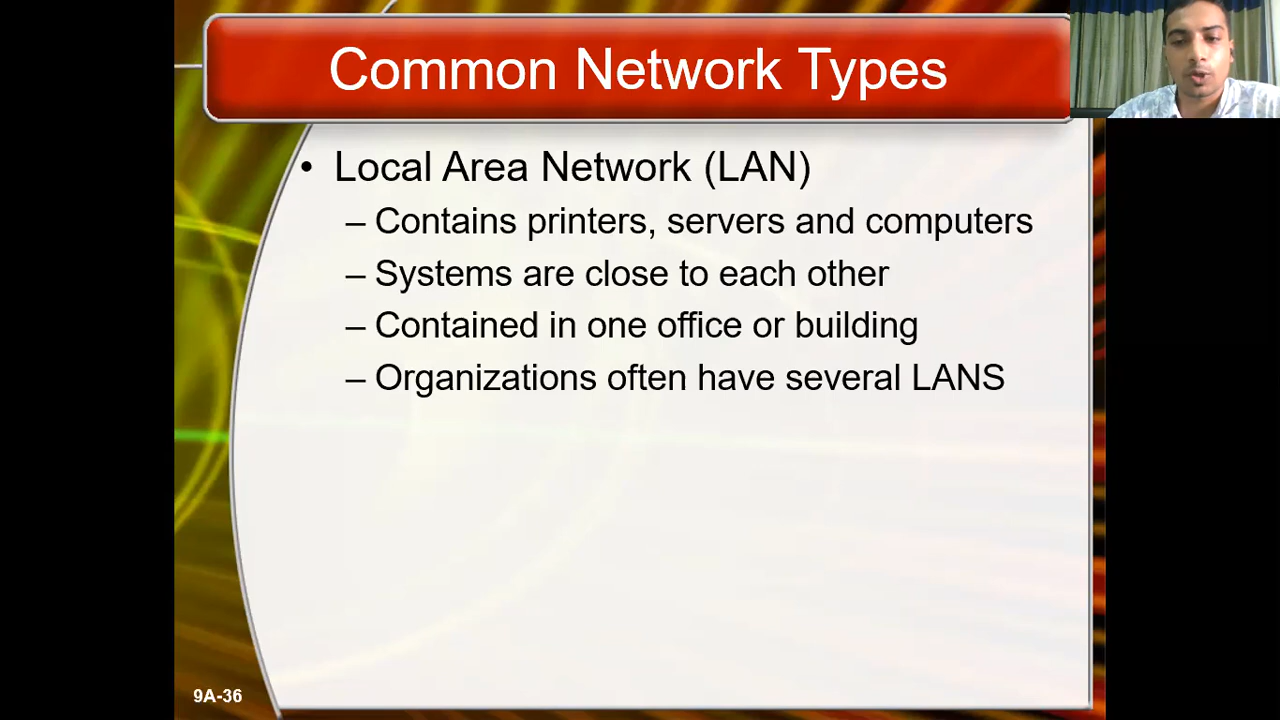 Common Network Types
• Local Area Network (LAN)
– Contains printers, servers and computers
– Systems are close to each other
– Contained in one office or building
– Organizations often have several LANS
9A-36